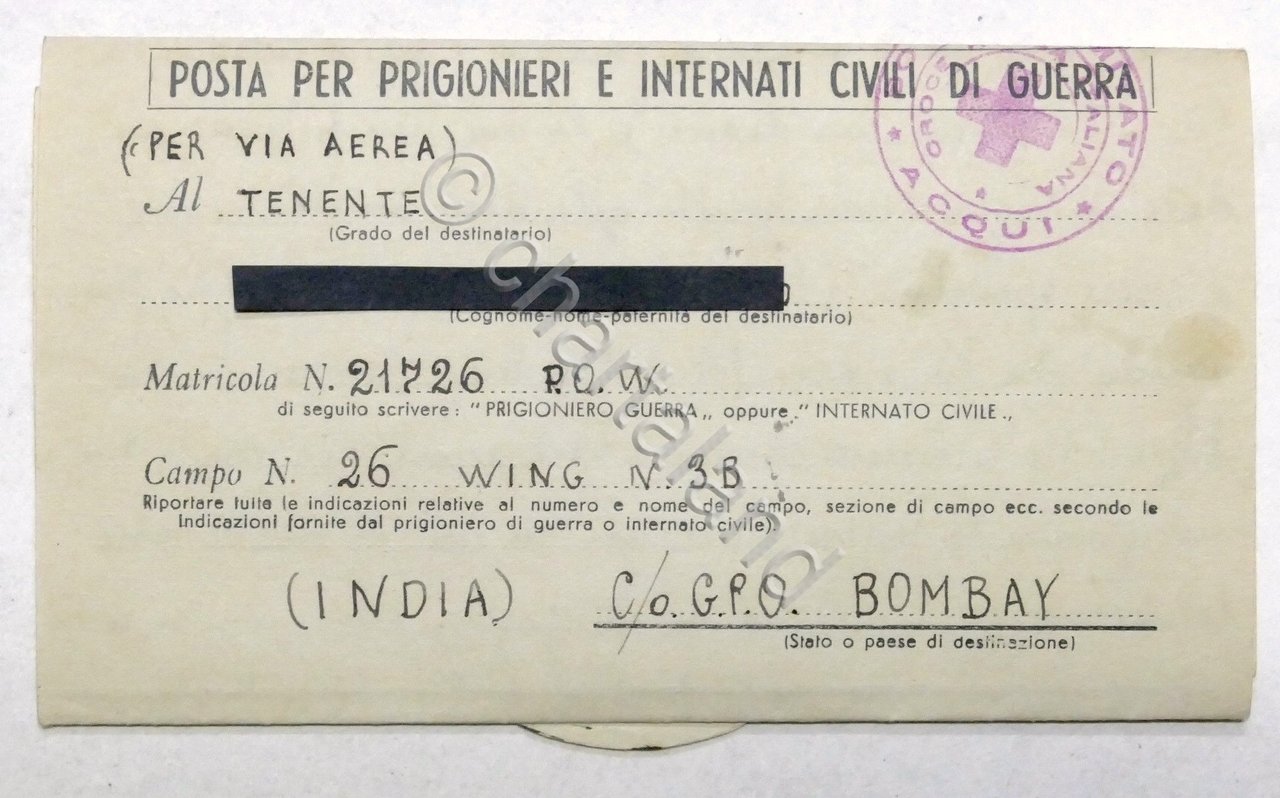 POSTA PER PRIGIONIERI E INTERNATI CIVILI DI GUERRA
(PER VIA AEREA)
Al TENENTE
(Grado del destinatario)
(Cognome-nome-paternità del destinatario)
Matricola N. 21726 P.O.W.
di seguito scrivere: “PRIGIONIERO GUERRA„ oppure “INTERNATO CIVILE„
Campo N. 26 WING N. 3B
Riportare tutte le indicazioni relative al numero e nome del campo, sezione di campo ecc. secondo le
indicazioni fornite dal prigioniero di guerra o internato civile).
(INDIA) C/o. G.P.O. BOMBAY
(Stato o paese di destinazione)
CROCE ITALIANA
ACQUI
© chartaland